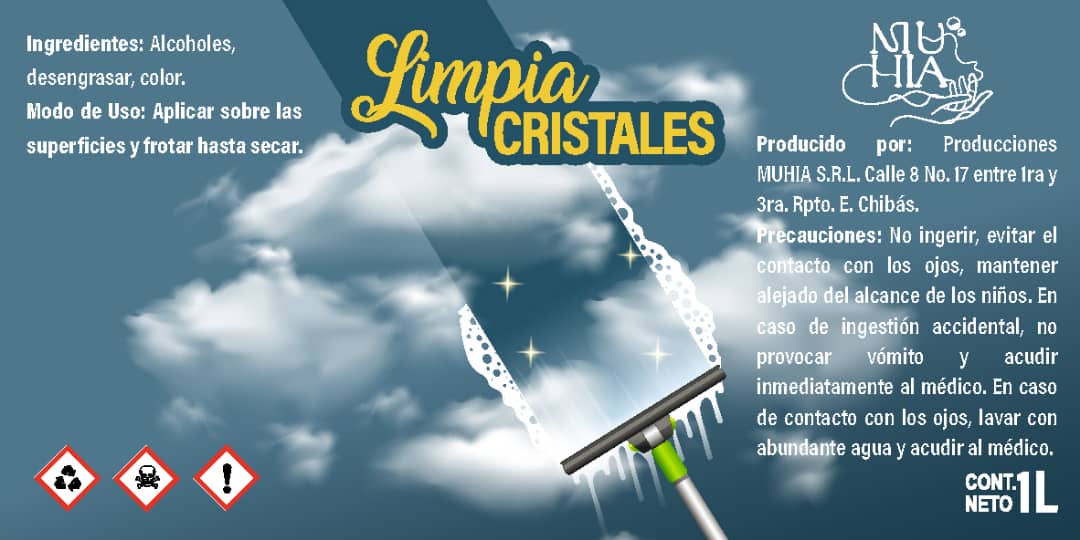 Ingredientes: Alcoholes,
desengrasar, color.
Modo de Uso: Aplicar sobre las
superficies y frotar hasta secar.
Limpia
CRISTALES
MU
HIA
Producido por: Producciones
MUHIA S.R.L. Calle 8 No. 17 entre 1ra y
3ra. Rpto. E. Chibás.
Precauciones: No ingerir, evitar el
contacto con los ojos, mantener
alejado del alcance de los niños. En
caso de ingestión accidental, no
provocar vómito y acudir
inmediatamente al médico. En caso
de contacto con los ojos, lavar con
abundante agua y acudir al médico.
CONT.
NETO 1L